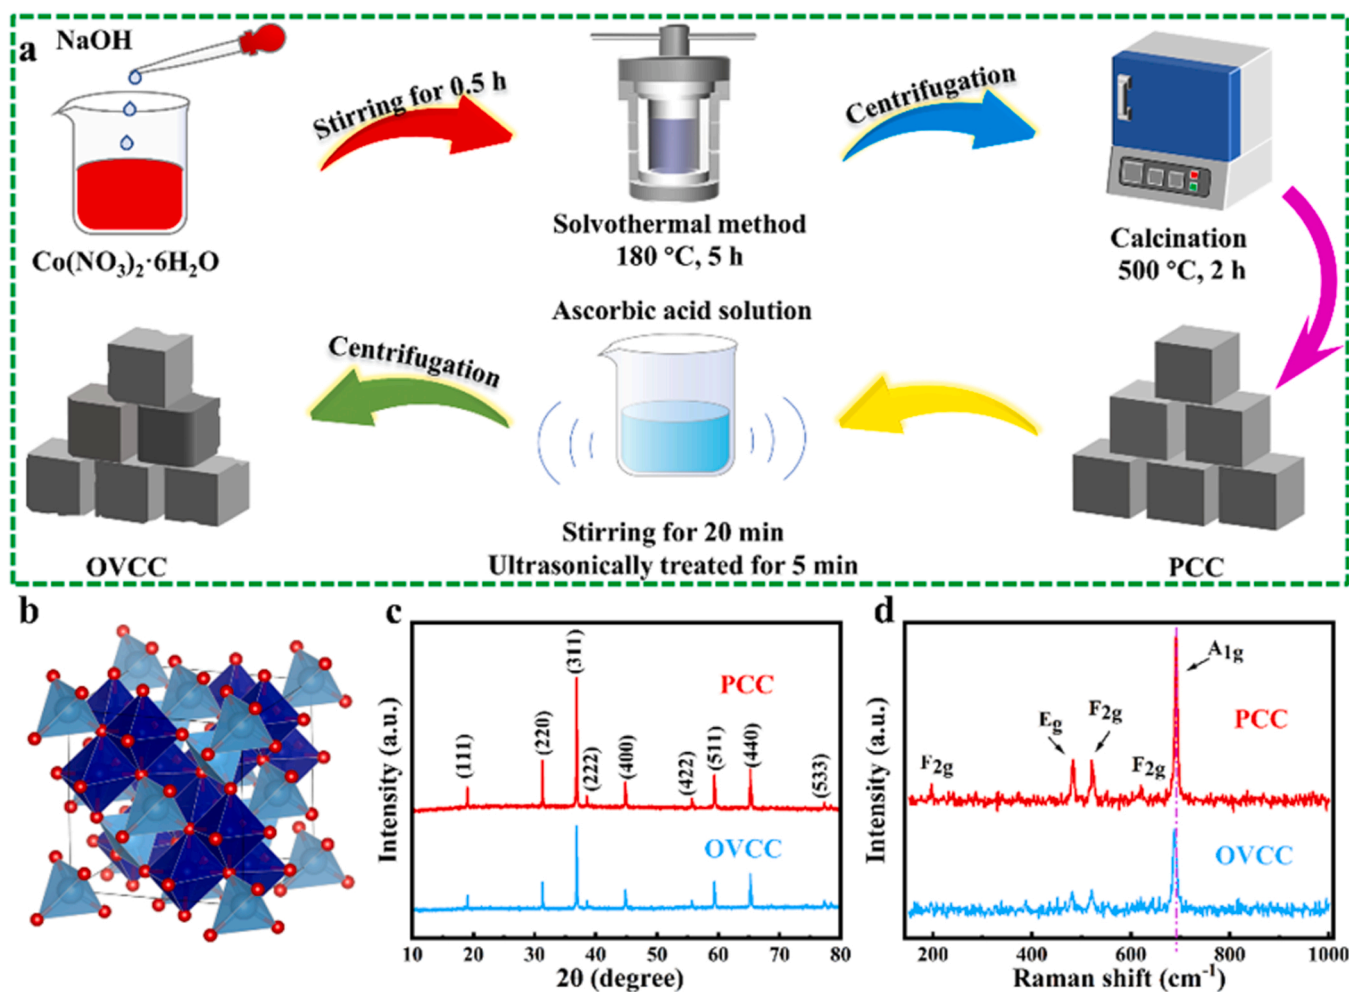 a
NaOH
Stirring for 0.5 h
Centrifugation
Co(NO₃)₂·6H₂O
Solvothermal method
180 °C, 5 h
Calcination
500 °C, 2 h
Ascorbic acid solution
Centrifugation
Stirring for 20 min
Ultrasonically treated for 5 min
OVCC
PCC
b
c
(111)
(220)
(311)
(222)
(400)
(422)
(511)
(440)
(533)
PCC
OVCC
Intensity (a.u.)
10 20 30 40 50 60 70 80
2θ (degree)
d
F2g
Eg
F2g
F2g
A1g
PCC
OVCC
Intensity (a.u.)
200 400 600 800 1000
Raman shift (cm⁻¹)